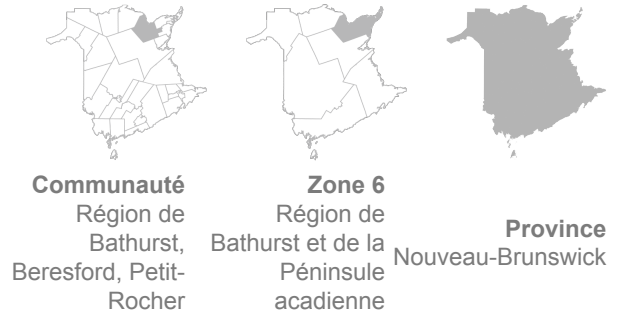 Communauté
Région de
Bathurst,
Beresford, Petit-
Rocher
Zone 6
Région de
Bathurst et de la
Péninsule
acadienne
Province
Nouveau-Brunswick